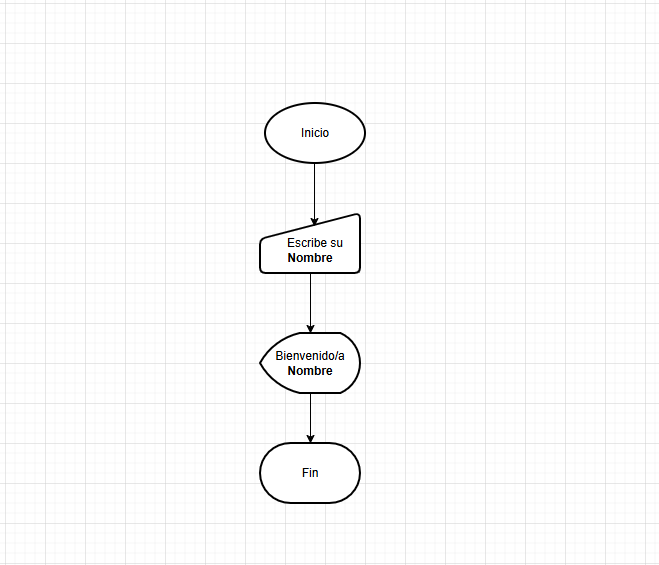 Inicio
Escribe su
Nombre
Bienvenido/a
Nombre
Fin